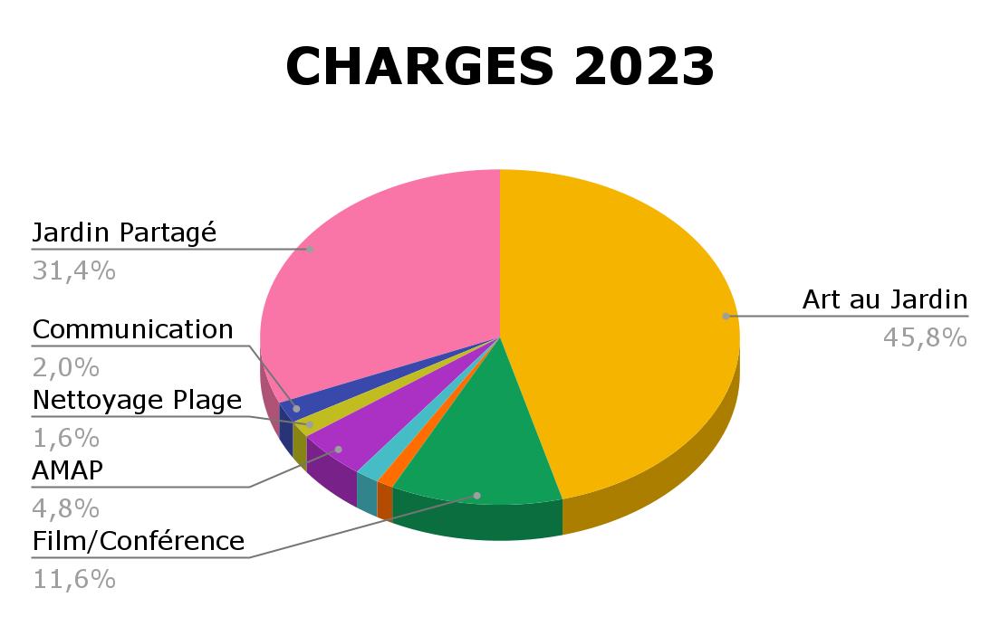 CHARGES 2023
Jardin Partagé
31,4%
Communication
2,0%
Nettoyage Plage
1,6%
AMAP
4,8%
Film/Conférence
11,6%
Art au Jardin
45,8%